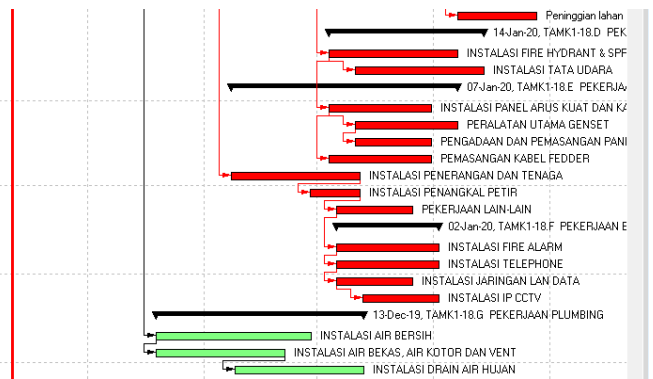 Peninggian lahan
14-Jan-20, TAMK1-18.D PEK
INSTALASI FIRE HYDRANT & SPR
INSTALASI TATA UDARA
07-Jan-20, TAMK1-18.E PEKERJA
INSTALASI PANEL ARUS KUAT DAN KA
PERALATAN UTAMA GENSET
PENGADAAN DAN PEMASANGAN PANI
PEMASANGAN KABEL FEDDER
INSTALASI PENERANGAN DAN TENAGA
INSTALASI PENANGKAL PETIR
PEKERJAAN LAIN-LAIN
02-Jan-20, TAMK1-18.F PEKERJAAN E
INSTALASI FIRE ALARM
INSTALASI TELEPHONE
INSTALASI JARINGAN LAN DATA
INSTALASI IP CCTV
13-Dec-19, TAMK1-18.G PEKERJAAN PLUMBING
INSTALASI AIR BERSIH
INSTALASI AIR BEKAS, AIR KOTOR DAN VENT
INSTALASI DRAIN AIR HUJAN